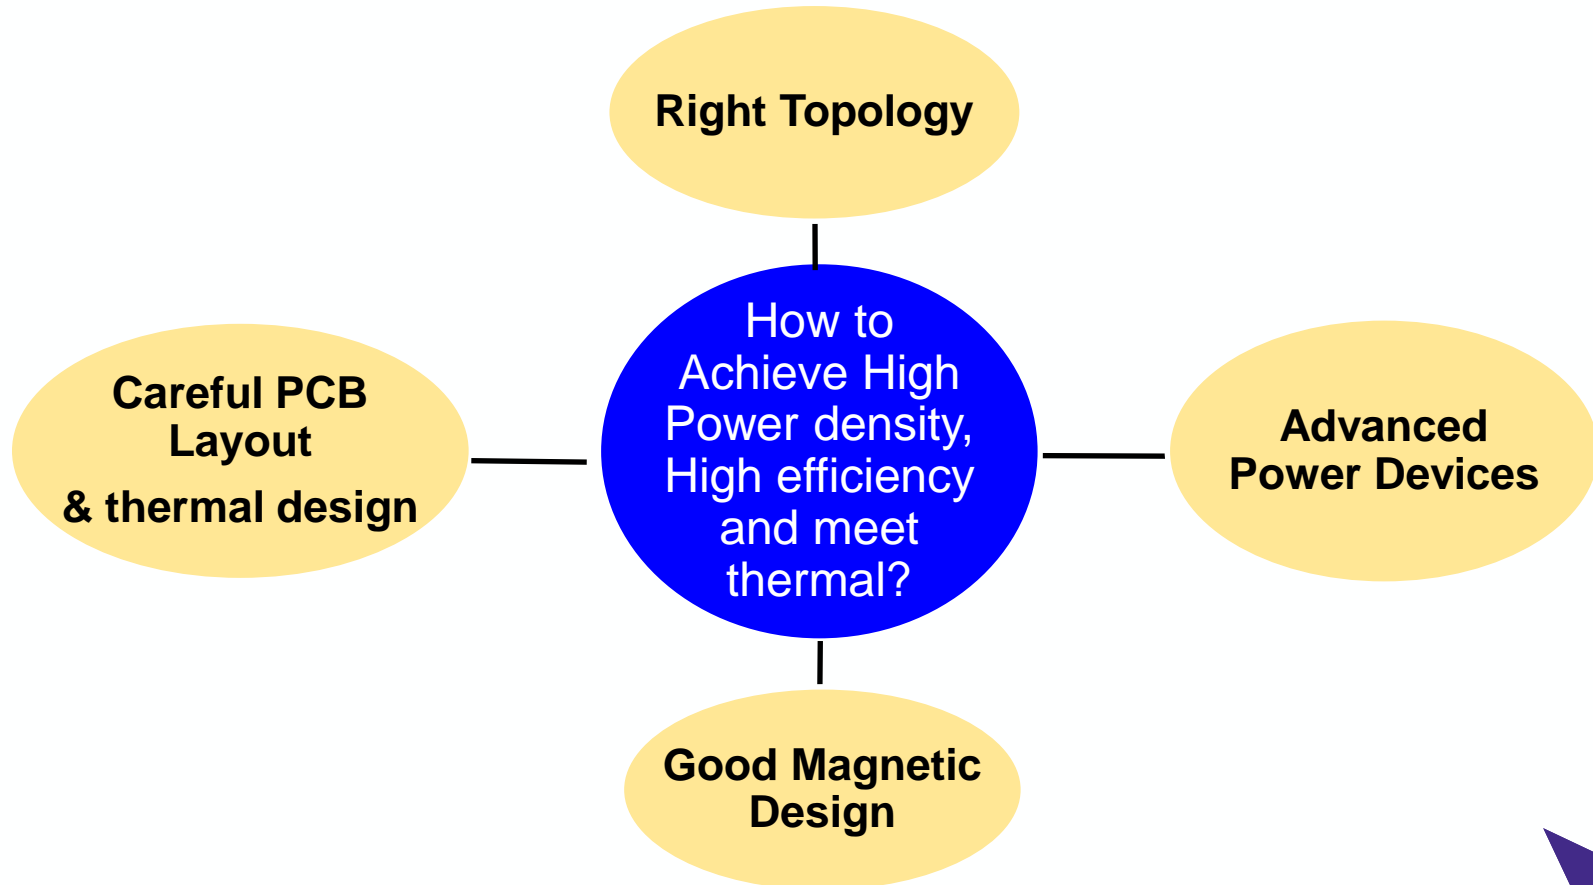 Right Topology
How to
Achieve High
Power density,
High efficiency
and meet
thermal?
Careful PCB
Layout
& thermal design
Advanced
Power Devices
Good Magnetic
Design